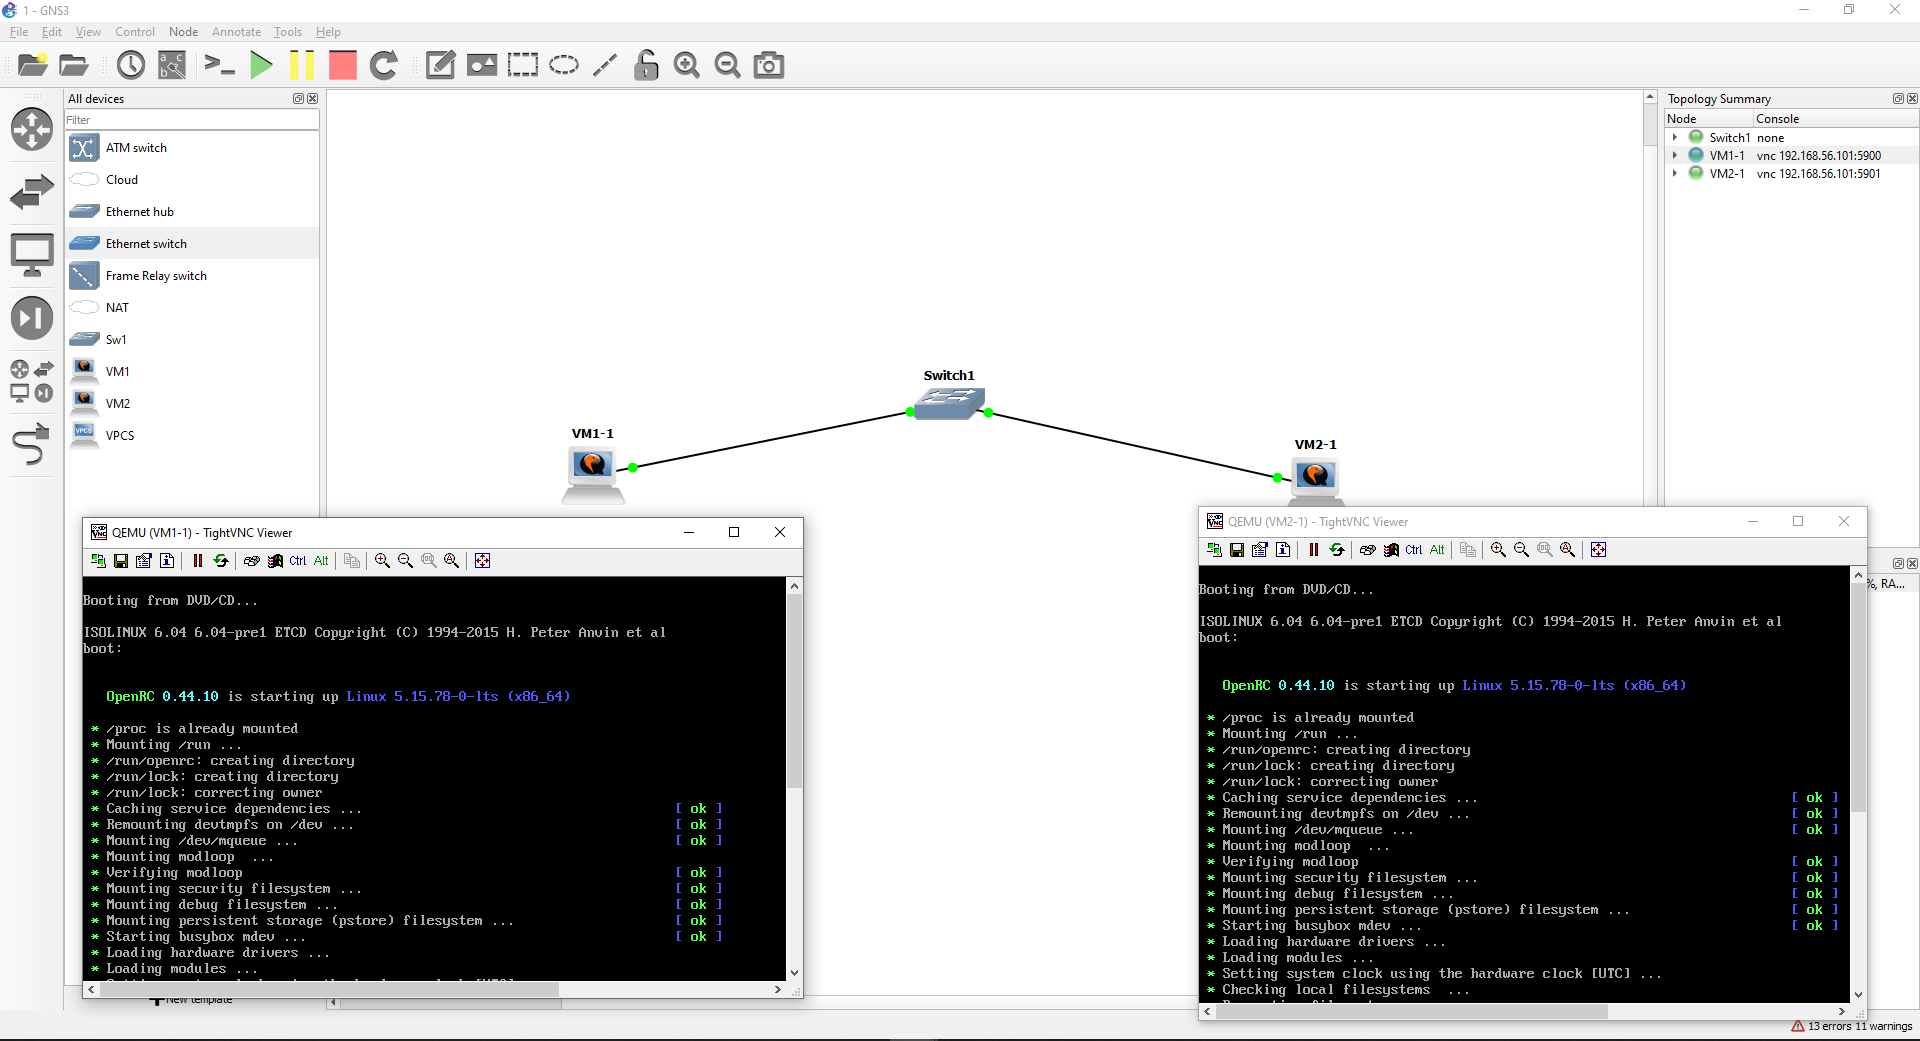 1 - GNS3
File Edit View Control Node Annotate Tools Help
All devices
Filter
ATM switch
Cloud
Ethernet hub
Ethernet switch
Frame Relay switch
NAT
Sw1
VM1
VM2
VPCS
New template
Switch1
VM1-1
VM2-1
Topology Summary
Node Console
Switch1 none
VM1-1 vnc 192.168.56.101:5900
VM2-1 vnc 192.168.56.101:5901
%, RA...
QEMU (VM1-1) - TightVNC Viewer
Ctrl Alt
Booting from DVD/CD...
ISOLINUX 6.04 6.04-pre1 ETCD Copyright (C) 1994-2015 H. Peter Anvin et al
boot:
OpenRC 0.44.10 is starting up Linux 5.15.78-0-lts (x86_64)
* /proc is already mounted
* Mounting /run ...
* /run/openrc: creating directory
* /run/lock: creating directory
* /run/lock: correcting owner
* Caching service dependencies ... [ ok ]
* Remounting devtmpfs on /dev ... [ ok ]
* Mounting /dev/mqueue ... [ ok ]
* Mounting modloop ...
* Verifying modloop [ ok ]
* Mounting security filesystem ... [ ok ]
* Mounting debug filesystem ... [ ok ]
* Mounting persistent storage (pstore) filesystem ... [ ok ]
* Starting busybox mdev ... [ ok ]
* Loading hardware drivers ...
* Loading modules ...
QEMU (VM2-1) - TightVNC Viewer
Ctrl Alt
Booting from DVD/CD...
ISOLINUX 6.04 6.04-pre1 ETCD Copyright (C) 1994-2015 H. Peter Anvin et al
boot:
OpenRC 0.44.10 is starting up Linux 5.15.78-0-lts (x86_64)
* /proc is already mounted
* Mounting /run ...
* /run/openrc: creating directory
* /run/lock: creating directory
* /run/lock: correcting owner
* Caching service dependencies ... [ ok ]
* Remounting devtmpfs on /dev ... [ ok ]
* Mounting /dev/mqueue ... [ ok ]
* Mounting modloop ...
* Verifying modloop [ ok ]
* Mounting security filesystem ... [ ok ]
* Mounting debug filesystem ... [ ok ]
* Mounting persistent storage (pstore) filesystem ... [ ok ]
* Starting busybox mdev ... [ ok ]
* Loading hardware drivers ...
* Loading modules ...
* Setting system clock using the hardware clock [UTC] ...
* Checking local filesystems ...
13 errors 11 warnings